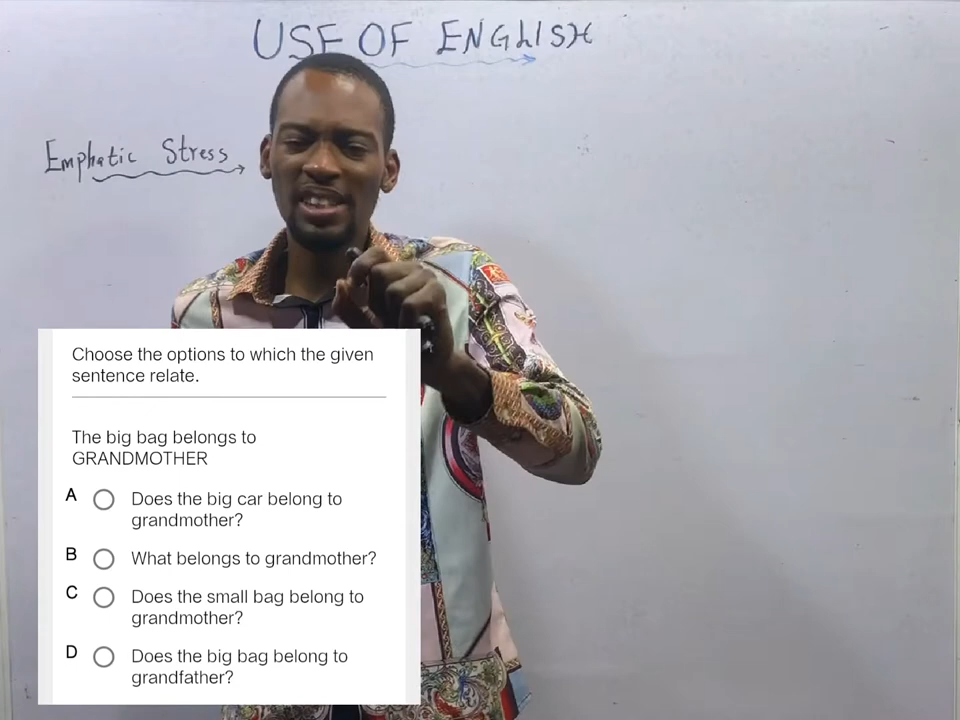 USE OF ENGLISH
Emphatic Stress
Choose the options to which the given
sentence relate.
The big bag belongs to
GRANDMOTHER
A Does the big car belong to
grandmother?
B What belongs to grandmother?
C Does the small bag belong to
grandmother?
D Does the big bag belong to
grandfather?